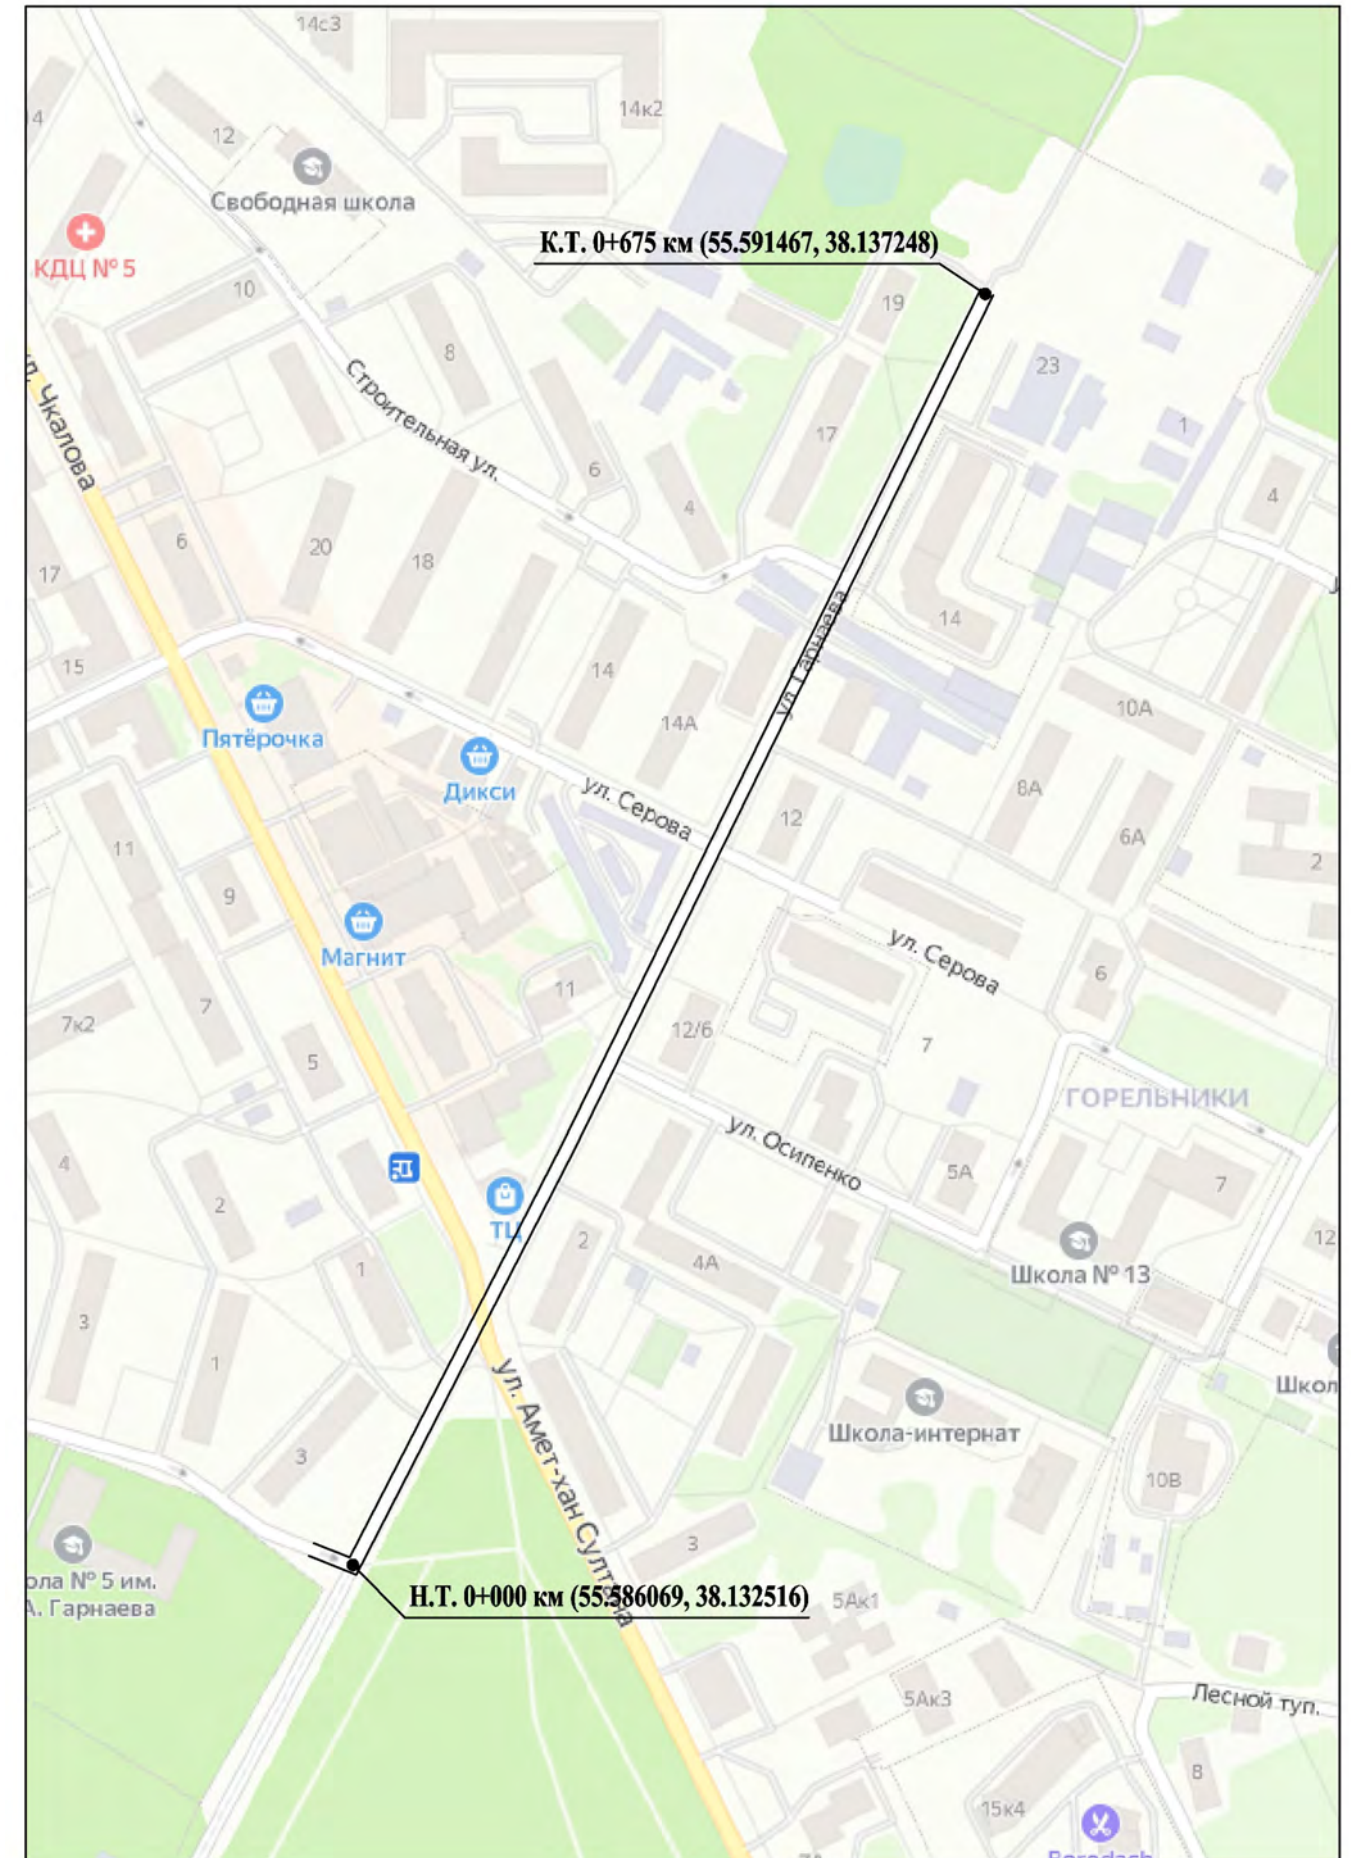 14с3
14к2
4
12
Свободная школа
КДЦ № 5
К.Т. 0+675 км (55.591467, 38.137248)
1
10
19
8
23
ул. Чкалова
Строительная ул.
17
1
6
4
4
6
20
18
17
14
ул. Гарнаева
15
14
10А
Пятёрочка
14А
Дикси
8А
ул. Серова
12
6А
11
2
9
Магнит
ул. Серова
11
6
7
7к2
12/6
7
5
ГОРЕЛЬНИКИ
ул. Осипенко
4
5А
7
2
ТЦ
2
12
1
4А
Школа № 13
3
1
ул. Амет-хан Султана
Школ
Школа-интернат
3
10В
3
ола № 5 им.
А. Гарнаева
Н.Т. 0+000 км (55.586069, 38.132516)
5Ак1
5Ак3
Лесной туп.
8
15к4
Borodach